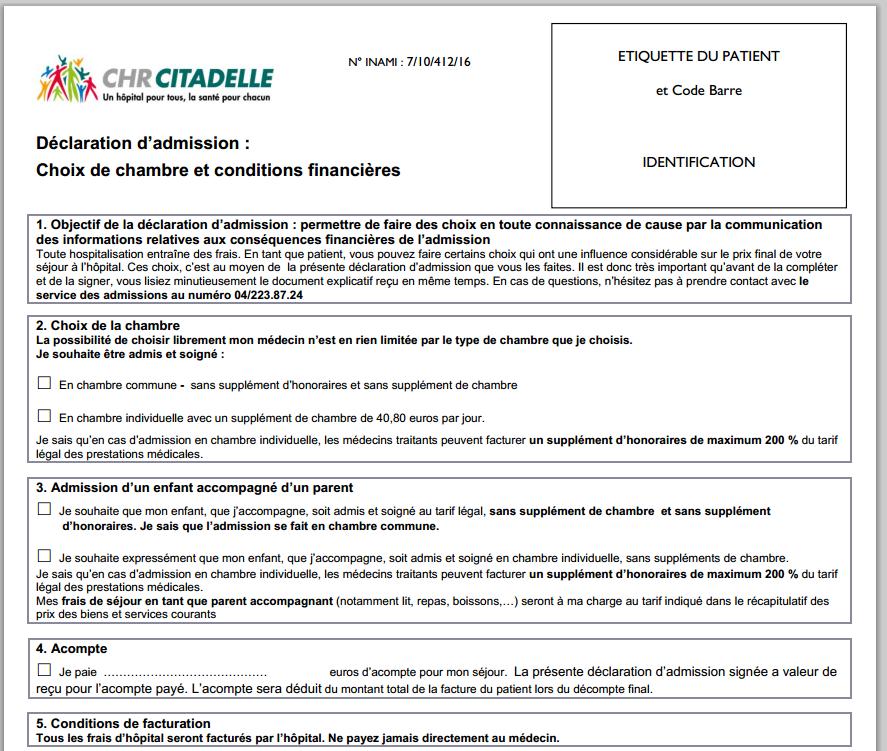 CHR CITADELLE
Un hôpital pour tous, la santé pour chacun
N° INAMI : 7/10/412/16
ETIQUETTE DU PATIENT
et Code Barre
IDENTIFICATION
Déclaration d’admission :
Choix de chambre et conditions financières
1. Objectif de la déclaration d’admission : permettre de faire des choix en toute connaissance de cause par la communication
des informations relatives aux conséquences financières de l’admission
Toute hospitalisation entraîne des frais. En tant que patient, vous pouvez faire certains choix qui ont une influence considérable sur le prix final de votre
séjour à l’hôpital. Ces choix, c’est au moyen de la présente déclaration d’admission que vous les faites. Il est donc très important qu’avant de la compléter
et de la signer, vous lisiez minutieusement le document explicatif reçu en même temps. En cas de questions, n’hésitez pas à prendre contact avec le
service des admissions au numéro 04/223.87.24
2. Choix de la chambre
La possibilité de choisir librement mon médecin n’est en rien limitée par le type de chambre que je choisis.
Je souhaite être admis et soigné :
☐ En chambre commune - sans supplément d’honoraires et sans supplément de chambre
☐ En chambre individuelle avec un supplément de chambre de 40,80 euros par jour.
Je sais qu’en cas d’admission en chambre individuelle, les médecins traitants peuvent facturer un supplément d’honoraires de maximum 200 % du tarif
légal des prestations médicales.
3. Admission d’un enfant accompagné d’un parent
☐ Je souhaite que mon enfant, que j’accompagne, soit admis et soigné au tarif légal, sans supplément de chambre et sans supplément
d’honoraires. Je sais que l’admission se fait en chambre commune.
☐ Je souhaite expressément que mon enfant, que j’accompagne, soit admis et soigné en chambre individuelle, sans suppléments de chambre.
Je sais qu’en cas d’admission en chambre individuelle, les médecins traitants peuvent facturer un supplément d’honoraires de maximum 200 % du tarif
légal des prestations médicales.
Mes frais de séjour en tant que parent accompagnant (notamment lit, repas, boissons,…) seront à ma charge au tarif indiqué dans le récapitulatif des
prix des biens et services courants
4. Acompte
☐ Je paie ……………………………………… euros d’acompte pour mon séjour. La présente déclaration d’admission signée a valeur de
reçu pour l’acompte payé. L’acompte sera déduit du montant total de la facture du patient lors du décompte final.
5. Conditions de facturation
Tous les frais d’hôpital seront facturés par l’hôpital. Ne payez jamais directement au médecin.